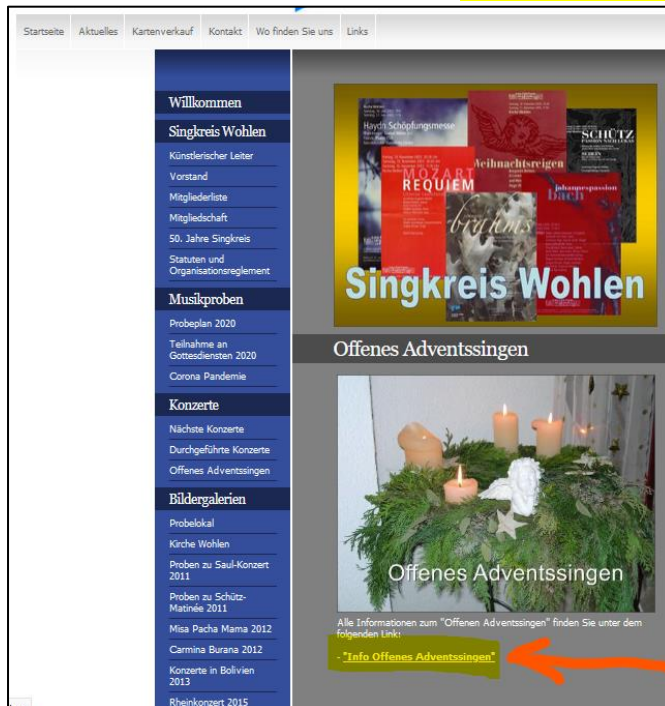 Startseite Aktuelles Kartenverkauf Kontakt Wo finden Sie uns Links
Willkommen
Singkreis Wohlen
Künstlerischer Leiter
Vorstand
Mitgliederliste
Mitgliedschaft
50. Jahre Singkreis
Statuten und
Organisationsreglement
Musikproben
Probeplan 2020
Teilnahme an
Gottesdiensten 2020
Corona Pandemie
Konzerte
Nächste Konzerte
Durchgeführte Konzerte
Offenes Adventssingen
Bildergalerien
Probelokal
Kirche Wohlen
Proben zu Saul-Konzert
2011
Proben zu Schütz-
Matinée 2011
Misa Pacha Mama 2012
Carmina Burana 2012
Konzerte in Bolivien
2013
Rheinkonzert 2015
Haydn Schöpfungsmesse
MOZART
REQUIEM
Weihnachtsreigen
brahms
SCHÜTZ
johannespassion
bach
Singkreis Wohlen
Offenes Adventssingen
Offenes Adventssingen
Alle Informationen zum "Offenen Adventssingen" finden Sie unter dem
folgenden Link:
- "Info Offenes Adventssingen"